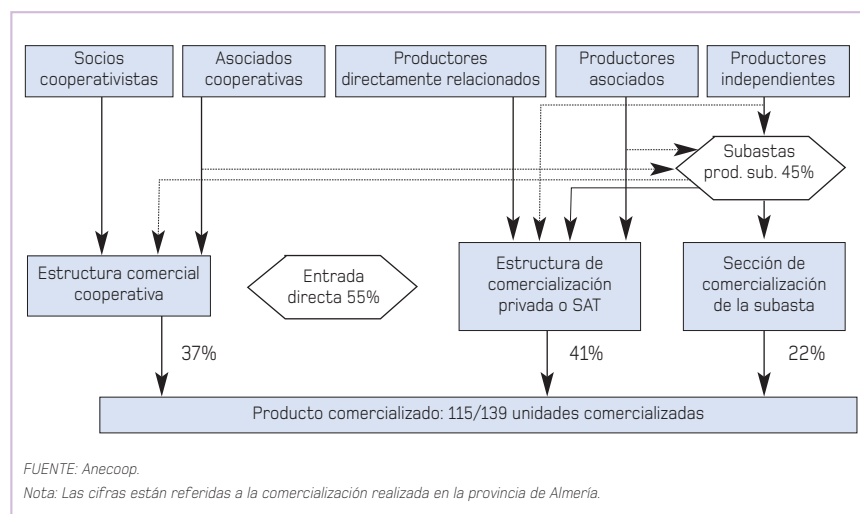 Socios
cooperativistas
Asociados
cooperativas
Productores
directamente relacionados
Productores
asociados
Productores
independientes
Subastas
prod. sub. 45%
Estructura comercial
cooperativa
Entrada
directa 55%
Estructura de
comercialización
privada o SAT
Sección de
comercialización
de la subasta
37%
41%
22%
Producto comercializado: 115/139 unidades comercializadas
FUENTE: Anecoop.
Nota: Las cifras están referidas a la comercialización realizada en la provincia de Almería.